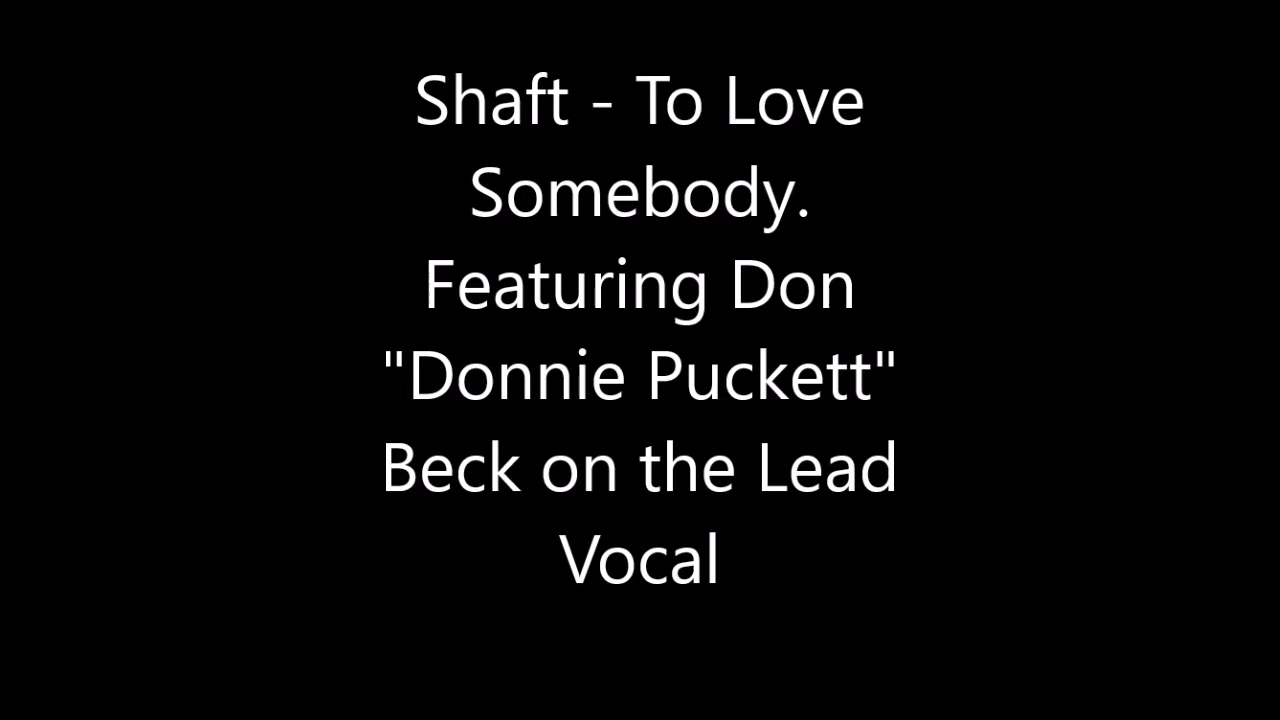 Shaft - To Love
Somebody.
Featuring Don
"Donnie Puckett"
Beck on the Lead
Vocal